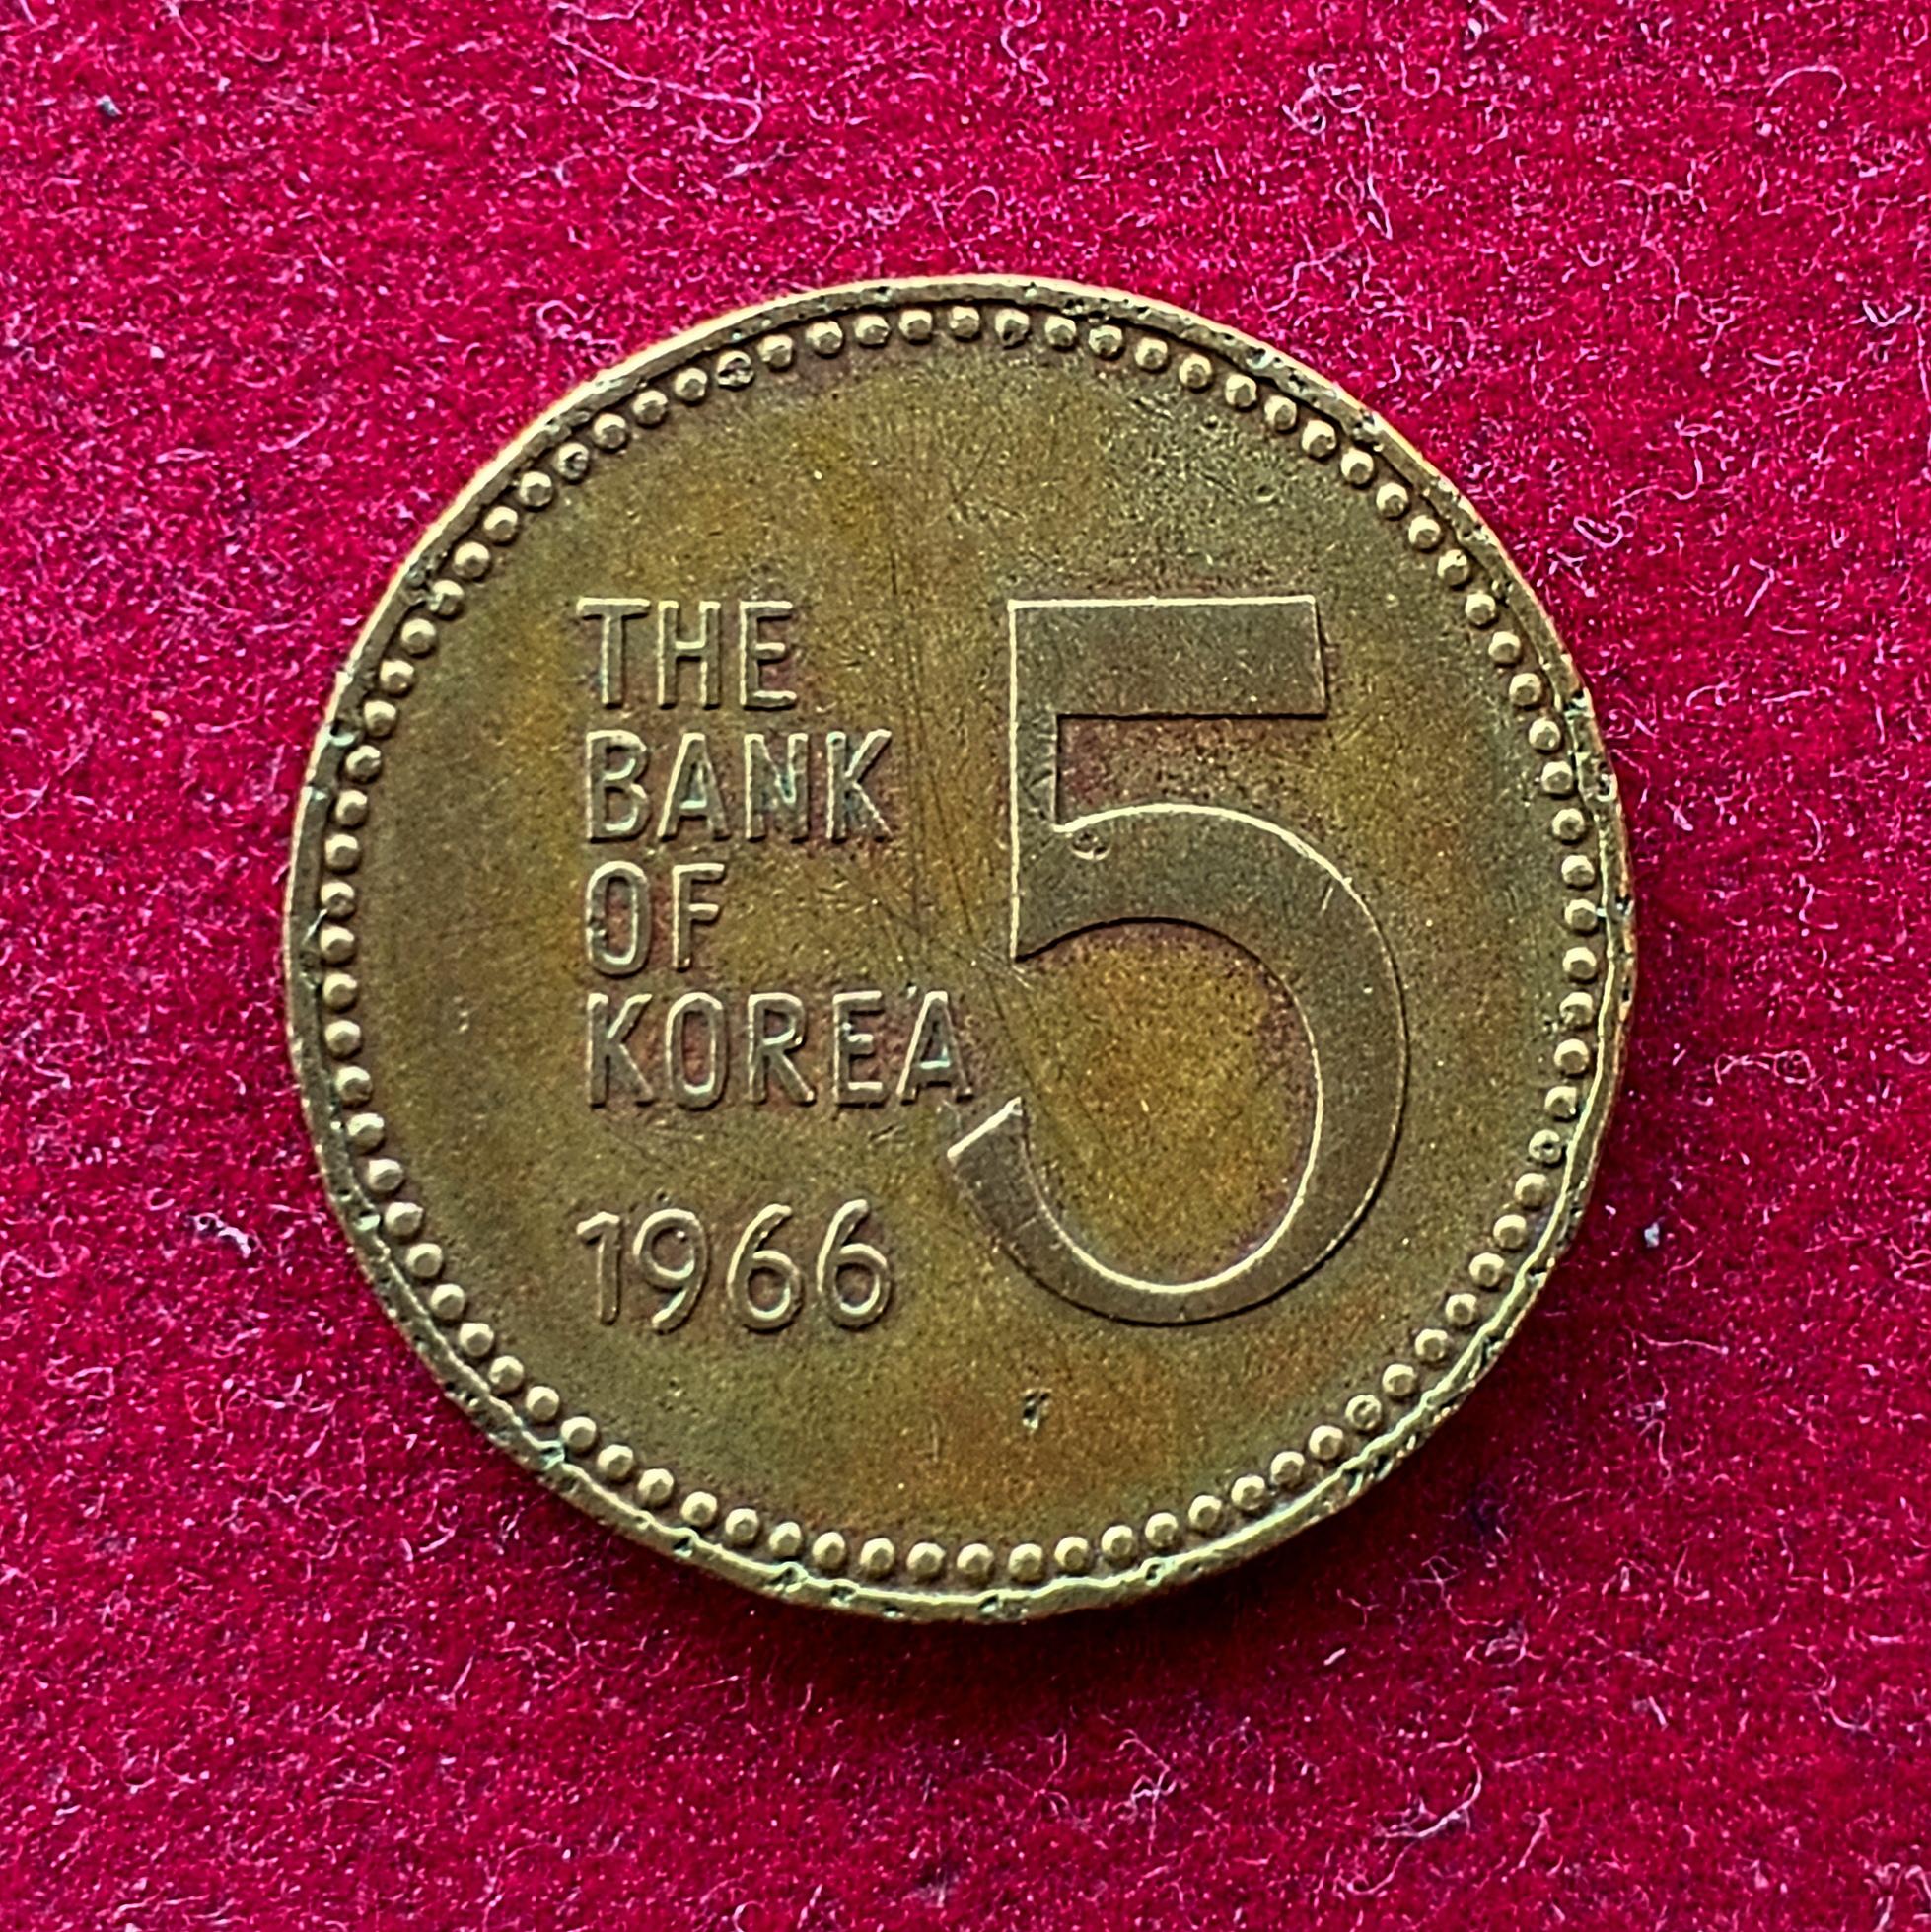 THE
BANK
OF
KOREA
1966
5